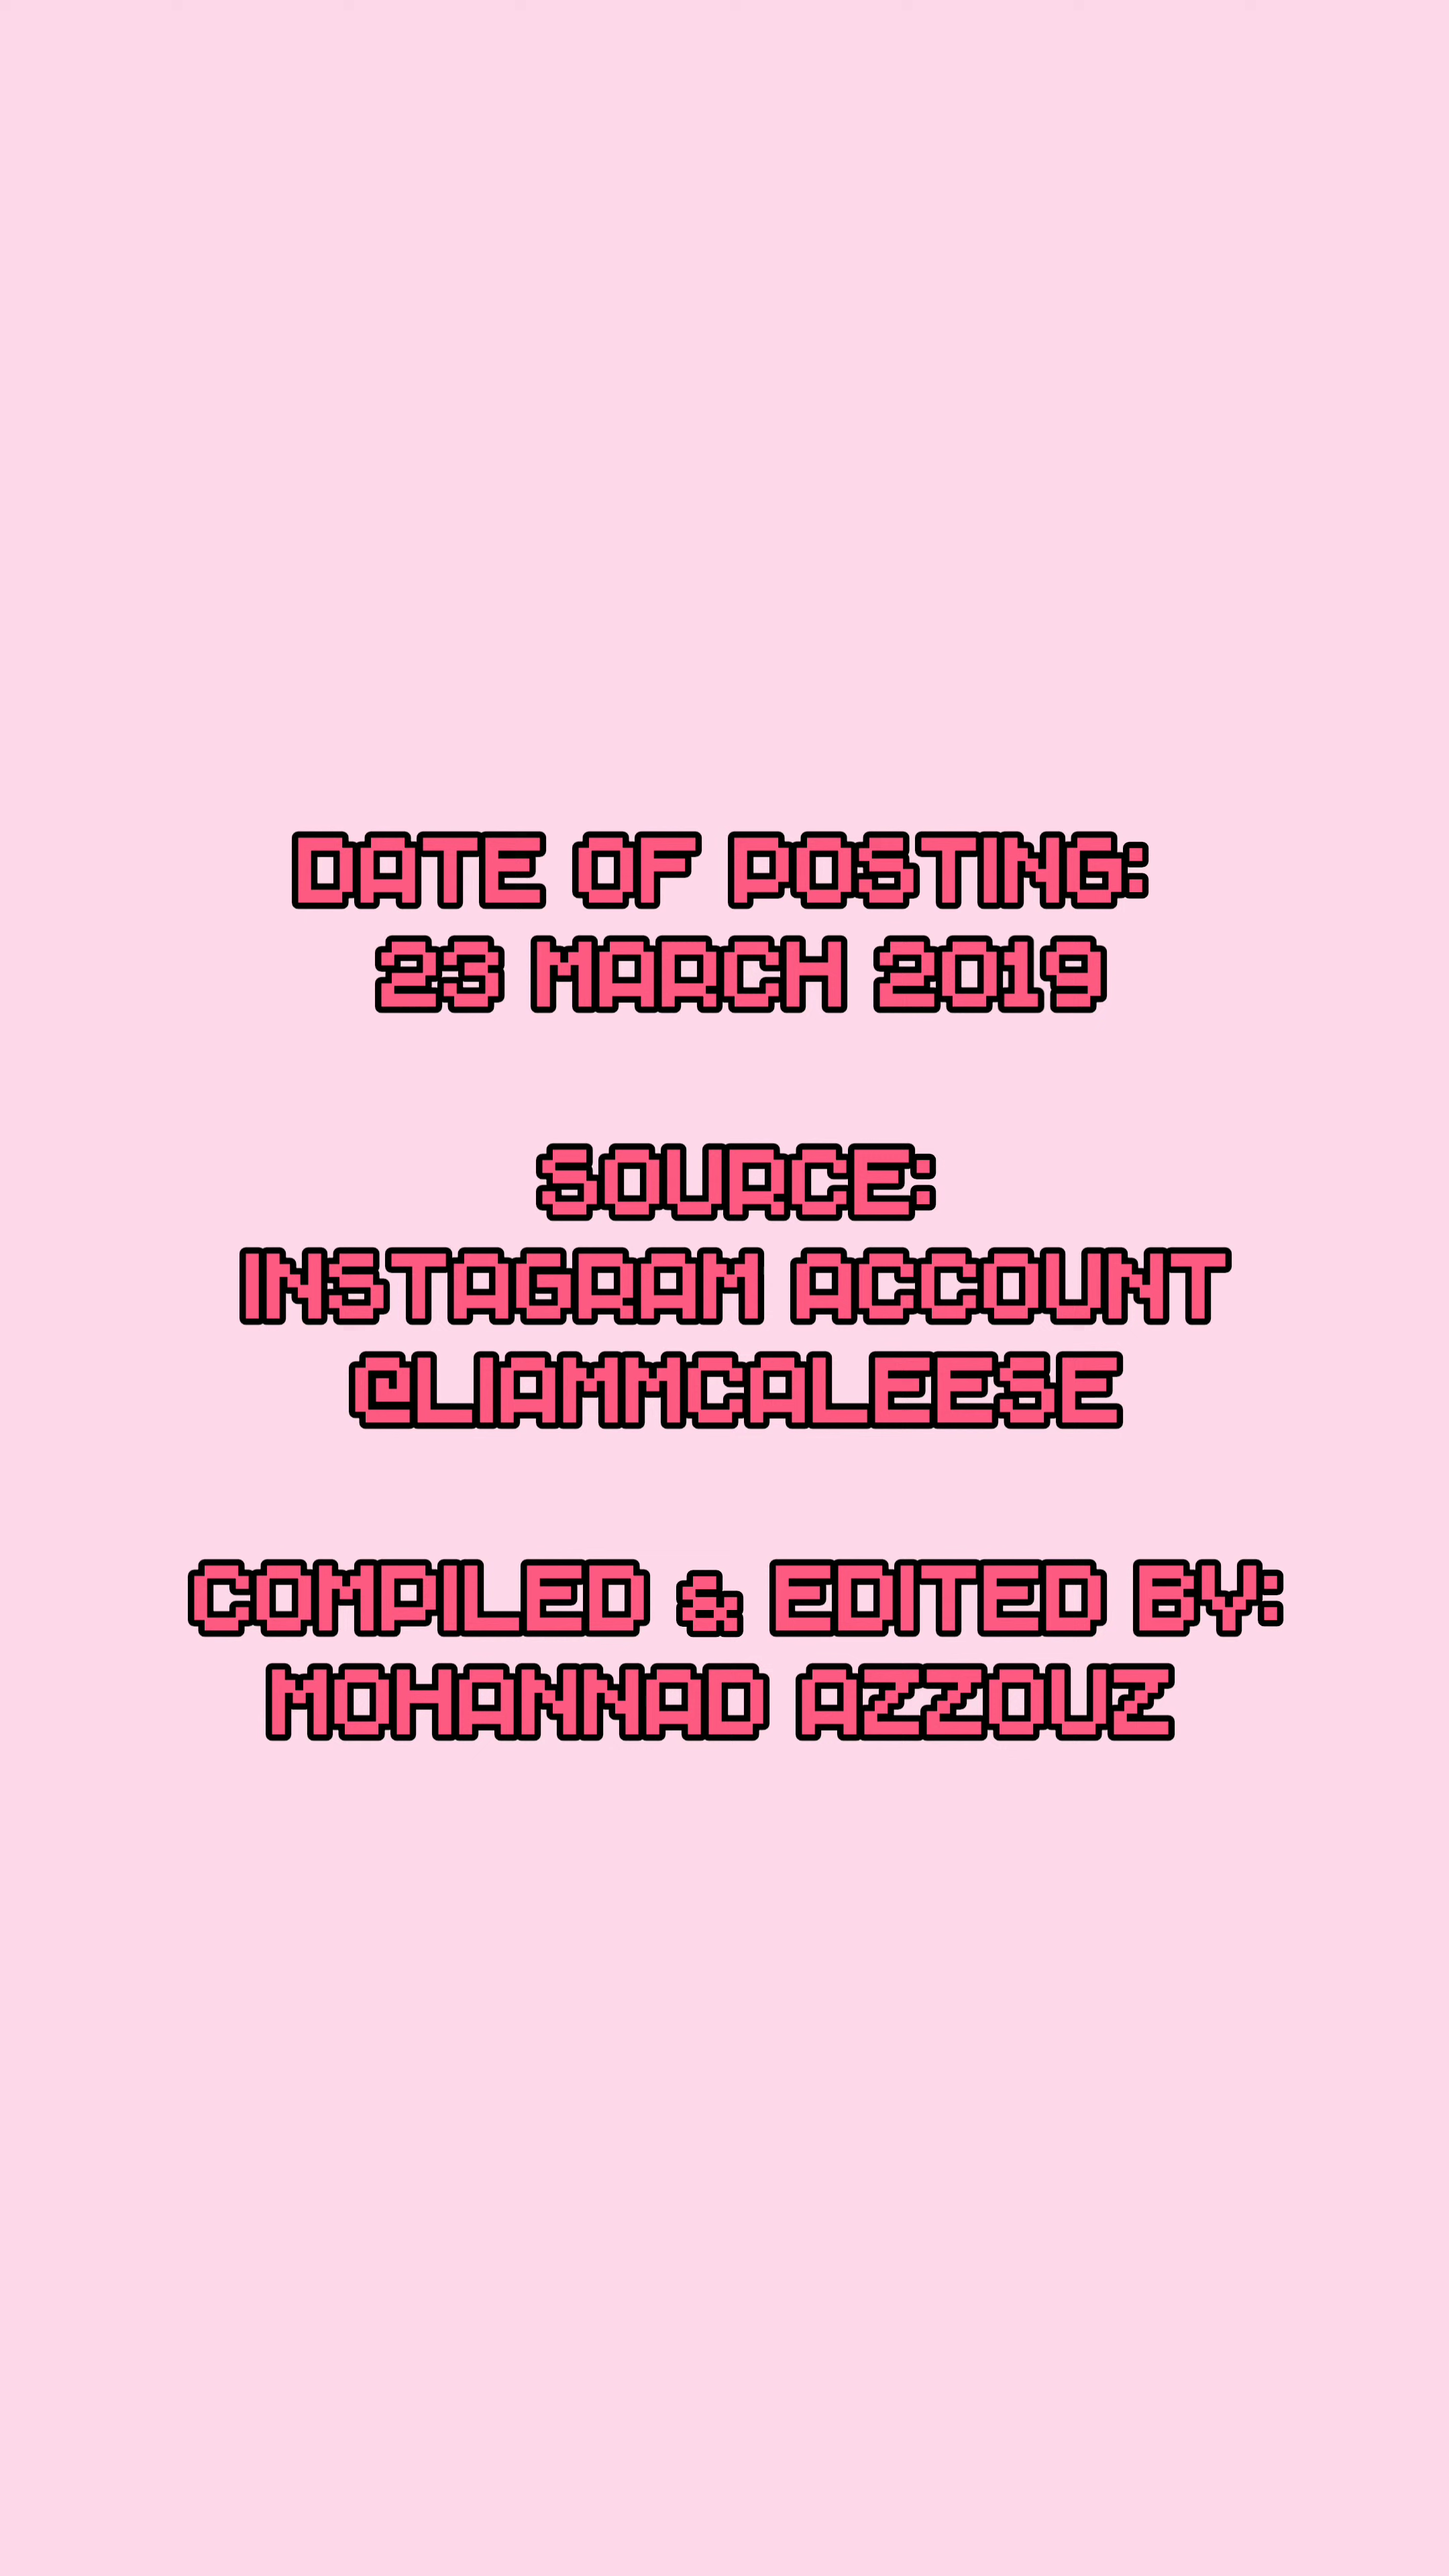 DATE OF POSTING:
23 MARCH 2019
SOURCE:
INSTAGRAM ACCOUNT
@LIAMMCALEESE
COMPILED & EDITED BY:
MOHANNAD AZZOUZ